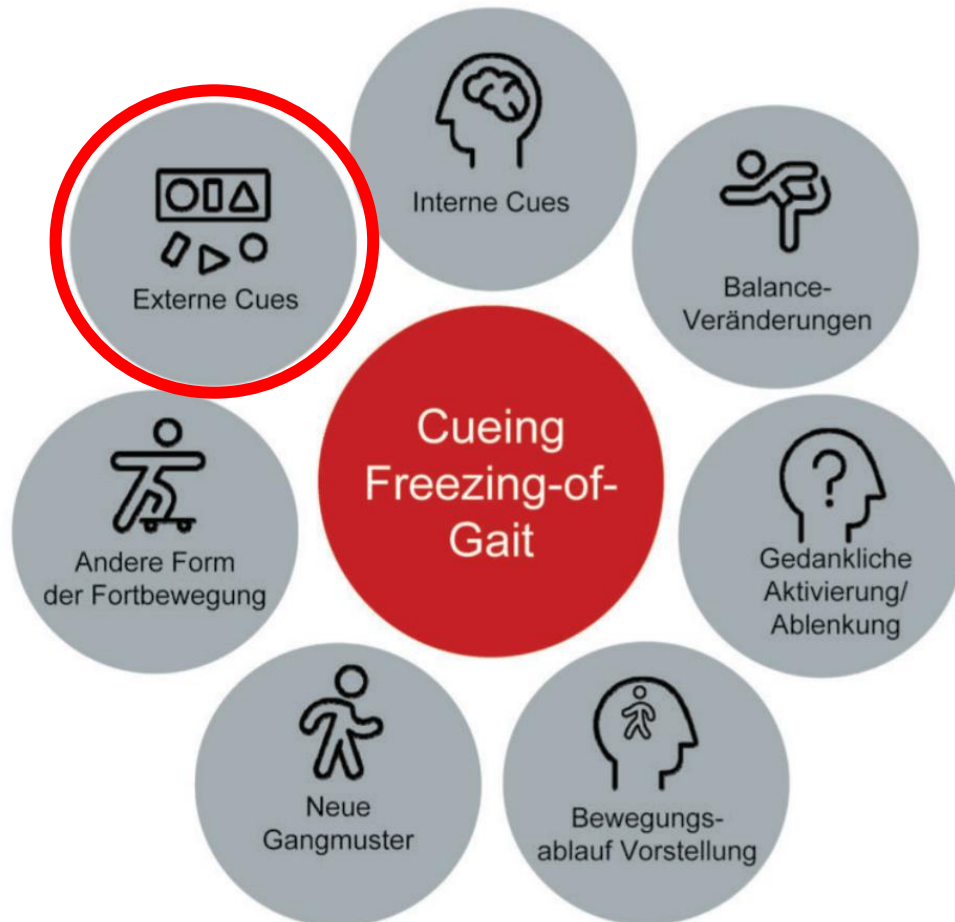 Interne Cues
Externe Cues
Balance-
Veränderungen
Cueing
Freezing-of-
Gait
Andere Form
der Fortbewegung
Gedankliche
Aktivierung/
Ablenkung
Neue
Gangmuster
Bewegungs-
ablauf Vorstellung